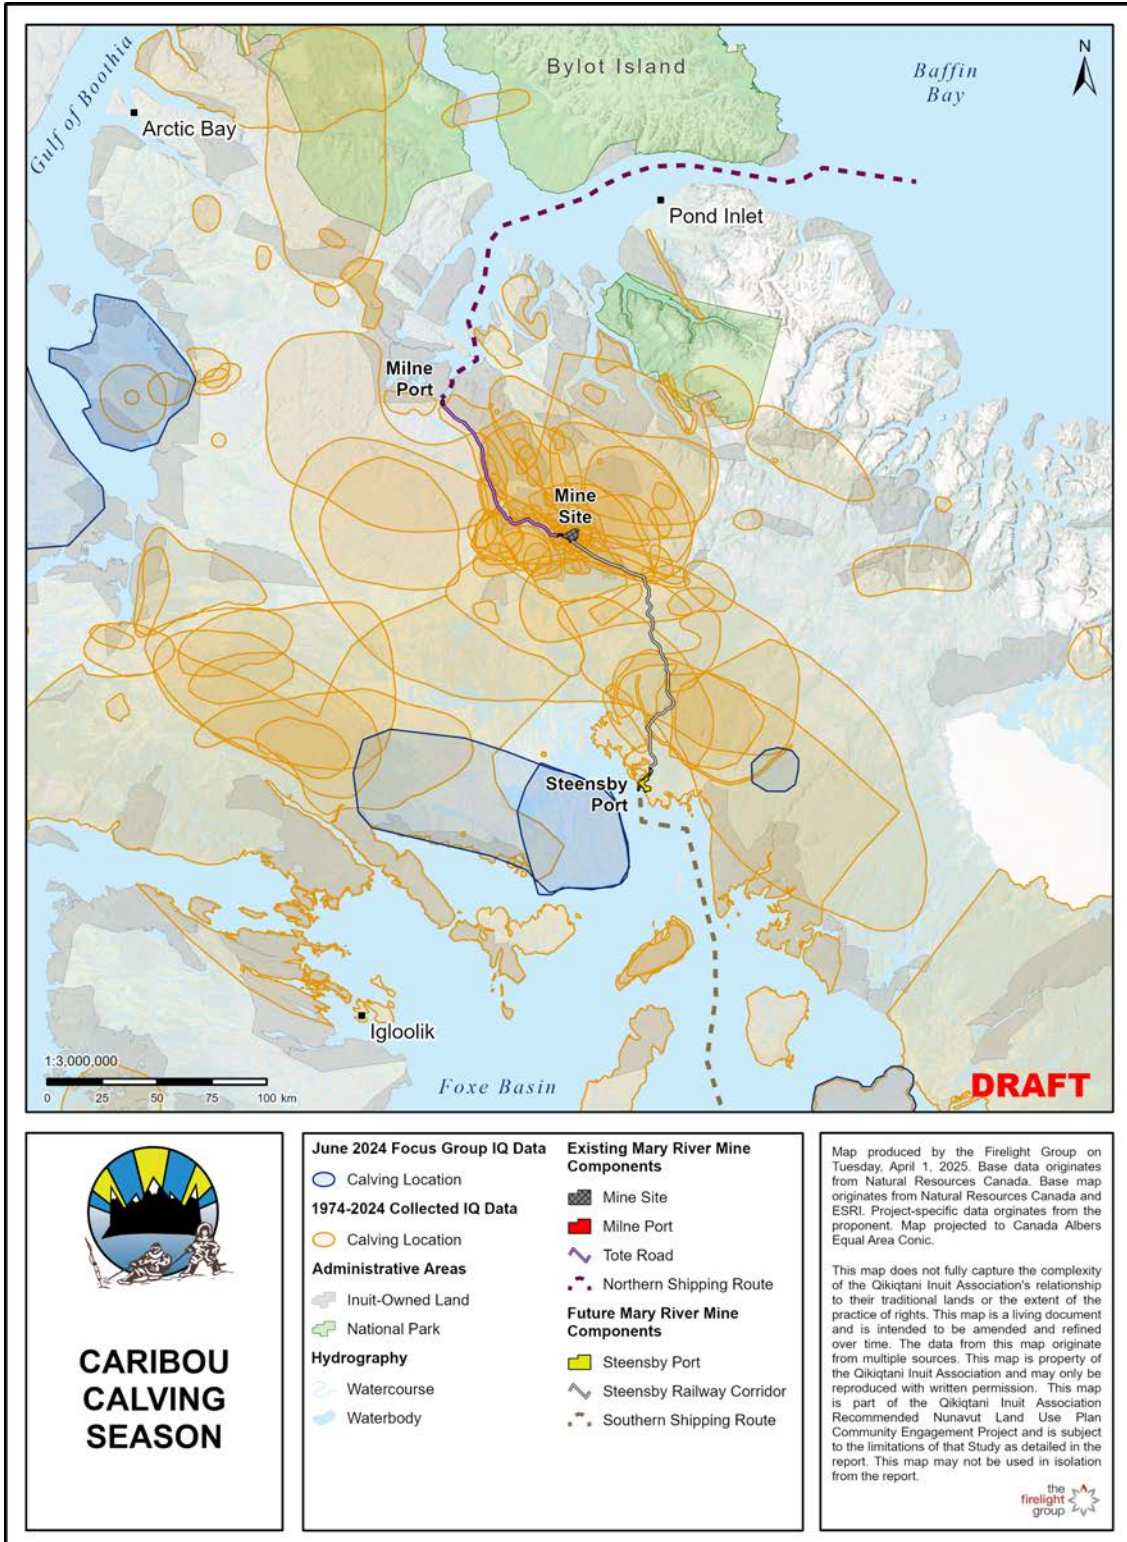 Bylot Island
Baffin
Bay
N
Gulf of Boothia
Arctic Bay
Pond Inlet
Milne
Port
Mine
Site
Steensby
Port
Igloolik
1:3,000,000
0 25 50 75 100 km
Foxe Basin
DRAFT
CARIBOU
CALVING
SEASON
June 2024 Focus Group IQ Data
Calving Location
1974-2024 Collected IQ Data
Calving Location
Administrative Areas
Inuit-Owned Land
National Park
Hydrography
Watercourse
Waterbody
Existing Mary River Mine
Components
Mine Site
Milne Port
Tote Road
Northern Shipping Route
Future Mary River Mine
Components
Steensby Port
Steensby Railway Corridor
Southern Shipping Route
Map produced by the Firelight Group on
Tuesday, April 1, 2025. Base data originates
from Natural Resources Canada. Base map
originates from Natural Resources Canada and
ESRI. Project-specific data orginates from the
proponent. Map projected to Canada Albers
Equal Area Conic.
This map does not fully capture the complexity
of the Qikiqtani Inuit Association's relationship
to their traditional lands or the extent of the
practice of rights. This map is a living document
and is intended to be amended and refined
over time. The data from this map originate
from multiple sources. This map is property of
the Qikiqtani Inuit Association and may only be
reproduced with written permission. This map
is part of the Qikiqtani Inuit Association
Recommended Nunavut Land Use Plan
Community Engagement Project and is subject
to the limitations of that Study as detailed in the
report. This map may not be used in isolation
from the report.
the
firelight
group